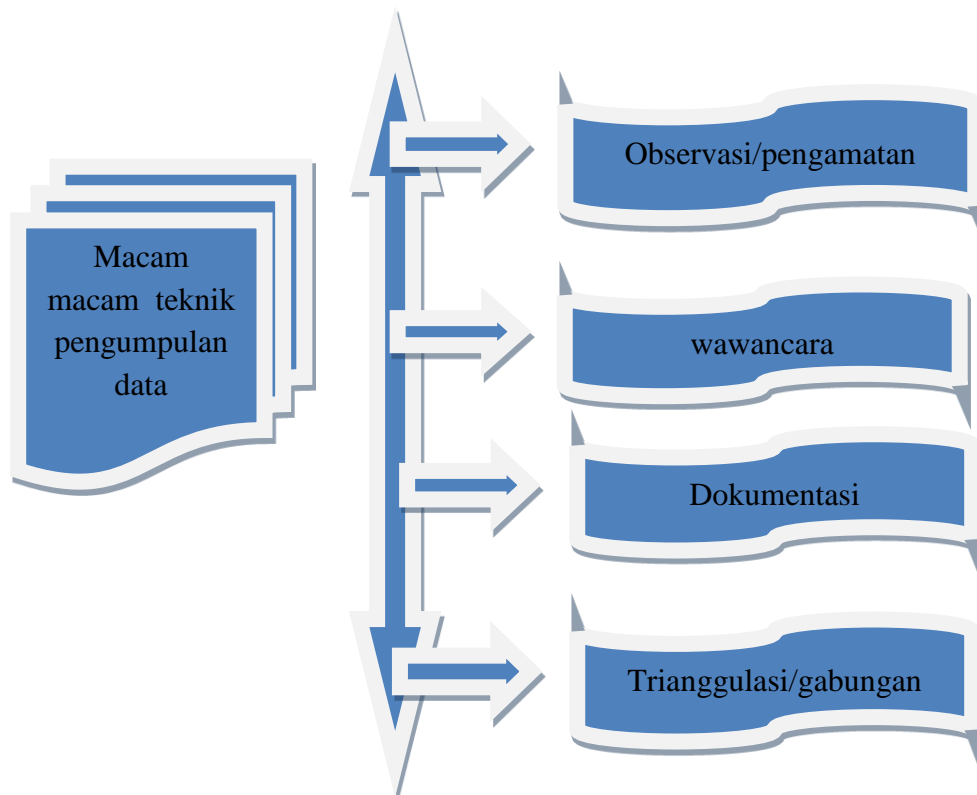 Macam
macam teknik
pengumpulan
data
Observasi/pengamatan
wawancara
Dokumentasi
Trianggulasi/gabungan